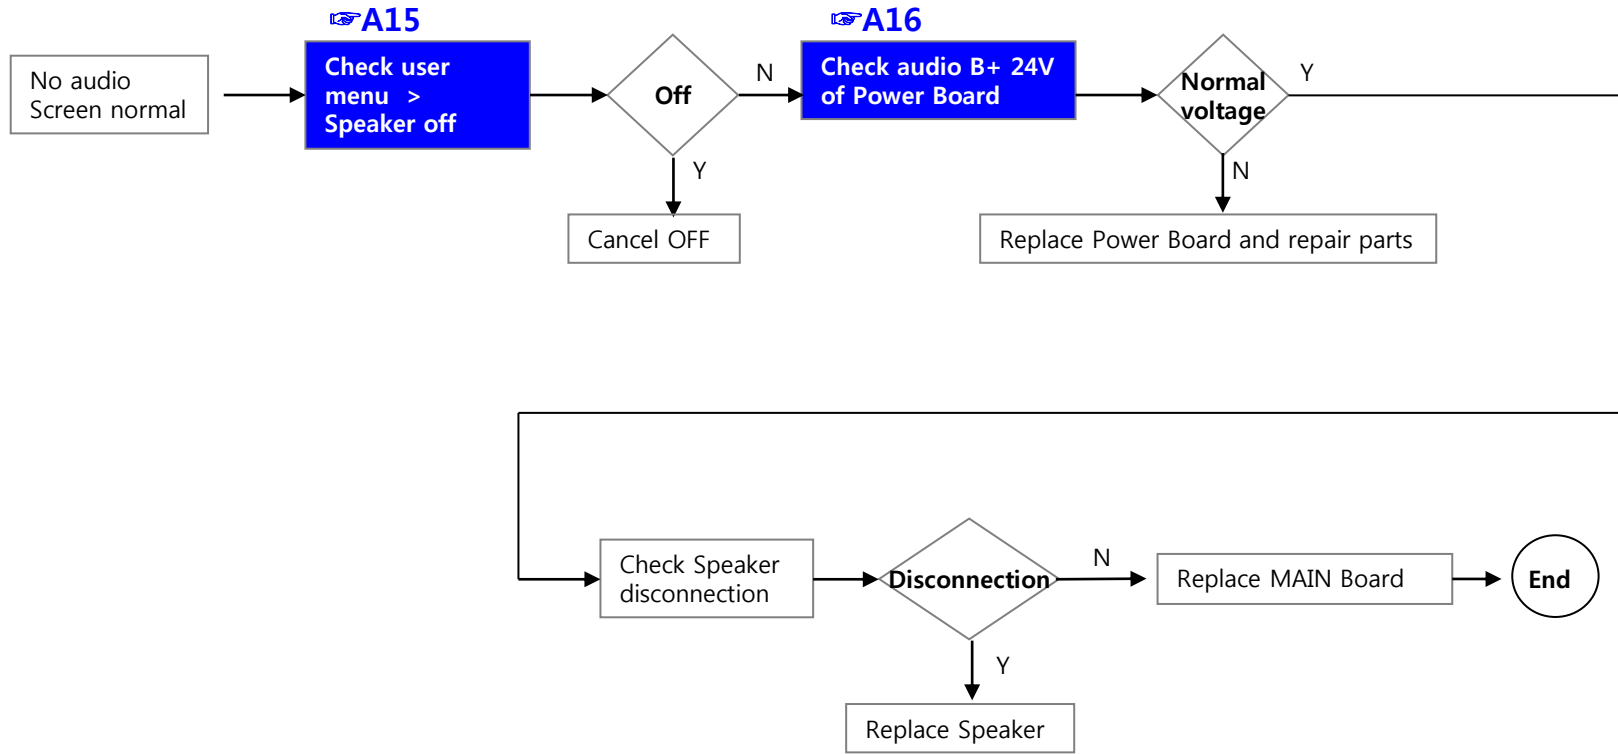 ☞A15
☞A16
No audio
Screen normal
Check user
menu >
Speaker off
Off
N
Check audio B+ 24V
of Power Board
Normal
voltage
Y
Y
N
Cancel OFF
Replace Power Board and repair parts
Check Speaker
disconnection
Disconnection
N
Replace MAIN Board
End
Y
Replace Speaker